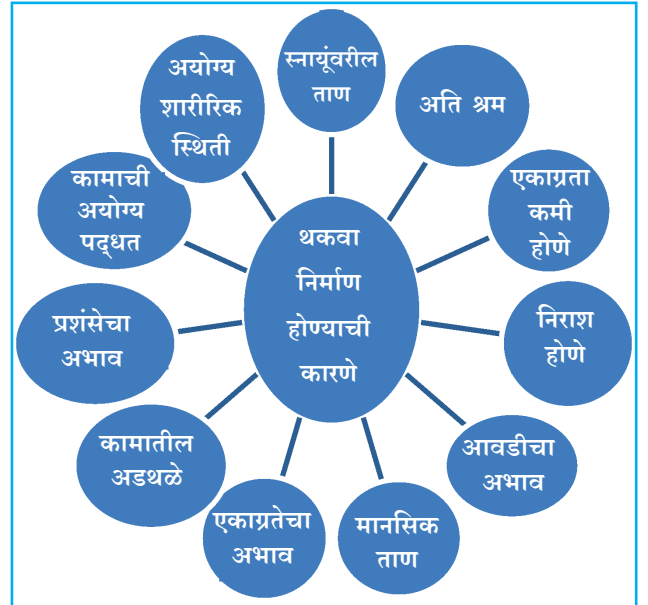 थकवा
निर्माण
होण्याची
कारणे
स्नायूंवरील
ताण
अति श्रम
एकाग्रता
कमी
होणे
निराश
होणे
आवडीचा
अभाव
मानसिक
ताण
एकाग्रतेचा
अभाव
कामातील
अडथळे
प्रशंसेचा
अभाव
कामाची
अयोग्य
पद्धत
अयोग्य
शारीरिक
स्थिती